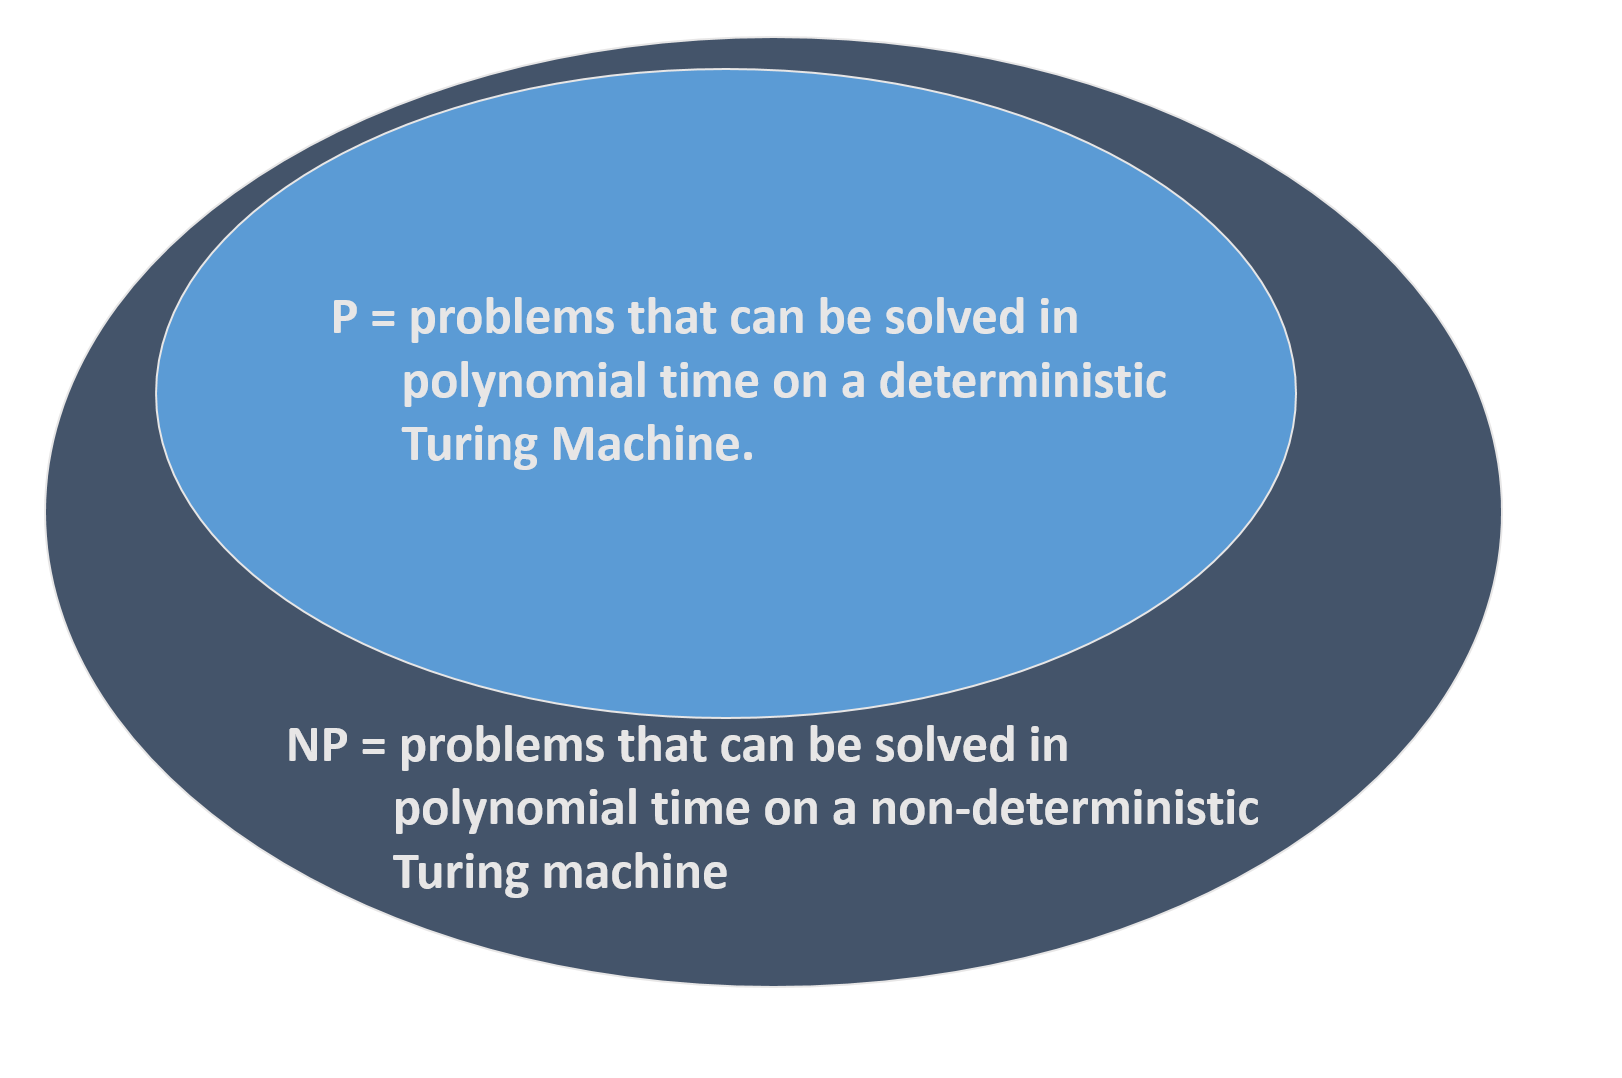 P = problems that can be solved in
polynomial time on a deterministic
Turing Machine.
NP = problems that can be solved in
polynomial time on a non-deterministic
Turing machine